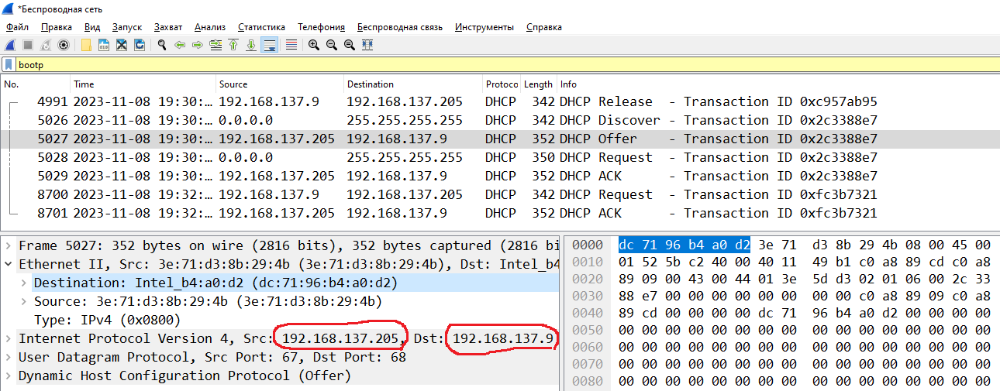 *Беспроводная сеть
Файл Правка Вид Запуск Захват Анализ Статистика Телефония Беспроводная связь Инструменты Справка
bootp
No. Time Source Destination Protoco Length Info
4991 2023-11-08 19:30:… 192.168.137.9 192.168.137.205 DHCP 342 DHCP Release - Transaction ID 0xc957ab95
5026 2023-11-08 19:30:… 0.0.0.0 255.255.255.255 DHCP 342 DHCP Discover - Transaction ID 0x2c3388e7
5027 2023-11-08 19:30:… 192.168.137.205 192.168.137.9 DHCP 352 DHCP Offer - Transaction ID 0x2c3388e7
5028 2023-11-08 19:30:… 0.0.0.0 255.255.255.255 DHCP 350 DHCP Request - Transaction ID 0x2c3388e7
5029 2023-11-08 19:30:… 192.168.137.205 192.168.137.9 DHCP 352 DHCP ACK - Transaction ID 0x2c3388e7
8700 2023-11-08 19:32:… 192.168.137.9 192.168.137.205 DHCP 342 DHCP Request - Transaction ID 0xfc3b7321
8701 2023-11-08 19:32:… 192.168.137.205 192.168.137.9 DHCP 352 DHCP ACK - Transaction ID 0xfc3b7321
Frame 5027: 352 bytes on wire (2816 bits), 352 bytes captured (2816 bi
Ethernet II, Src: 3e:71:d3:8b:29:4b (3e:71:d3:8b:29:4b), Dst: Intel_b4
Destination: Intel_b4:a0:d2 (dc:71:96:b4:a0:d2)
Source: 3e:71:d3:8b:29:4b (3e:71:d3:8b:29:4b)
Type: IPv4 (0x0800)
Internet Protocol Version 4, Src: 192.168.137.205, Dst: 192.168.137.9
User Datagram Protocol, Src Port: 67, Dst Port: 68
Dynamic Host Configuration Protocol (Offer)
0000 dc 71 96 b4 a0 d2 3e 71 d3 8b 29 4b 08 00 45 00
0010 01 52 5b c2 40 00 40 11 49 b1 c0 a8 89 cd c0 a8
0020 89 09 00 43 00 44 01 3e 5d d3 02 01 06 00 2c 33
0030 88 e7 00 00 00 00 00 00 00 00 c0 a8 89 09 c0 a8
0040 89 cd 00 00 00 00 dc 71 96 b4 a0 d2 00 00 00 00
0050 00 00 00 00 00 00 00 00 00 00 00 00 00 00 00 00
0060 00 00 00 00 00 00 00 00 00 00 00 00 00 00 00 00
0070 00 00 00 00 00 00 00 00 00 00 00 00 00 00 00 00
0080 00 00 00 00 00 00 00 00 00 00 00 00 00 00 00 00